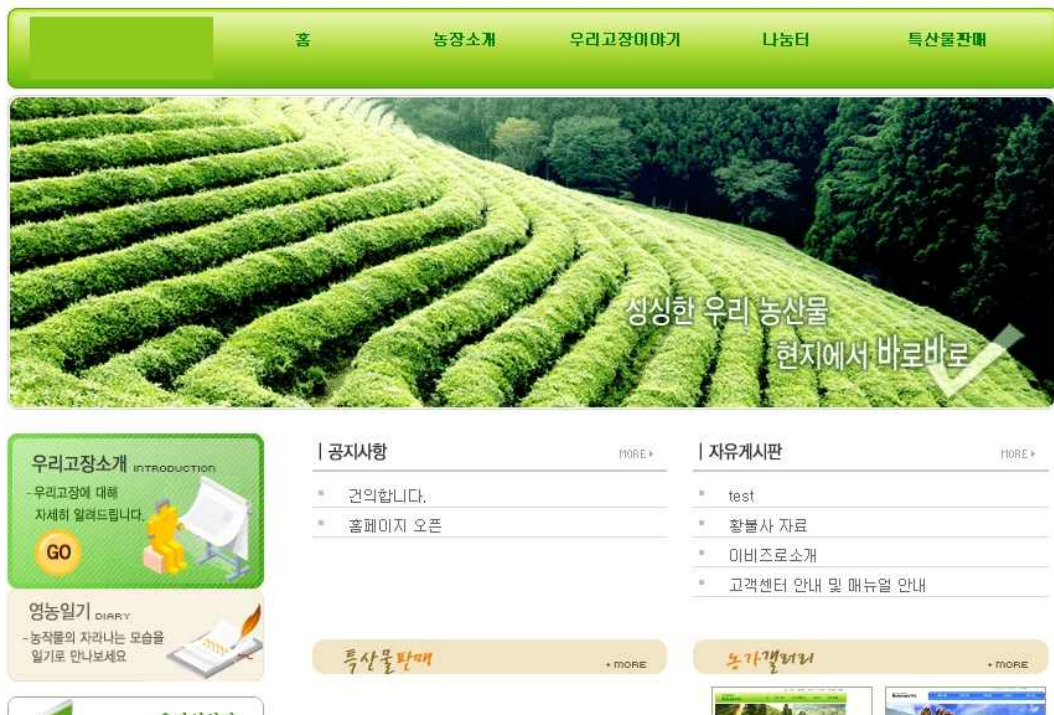 홈 농장소개 우리고장이야기 나눔터 특산물판매
싱싱한 우리 농산물
현지에서 바로바로
우리고장소개 INTRODUCTION
-우리고장에 대해
자세히 알려드립니다.
GO
영농일기 DIARY
-농작물의 자라나는 모습을
일기로 만나보세요
공지사항 MORE
건의합니다.
홈페이지 오픈
자유게시판 MORE
test
황불사 자료
이비즈로소개
고객센터 안내 및 매뉴얼 안내
특산물판매 MORE
농가갤러리 MORE